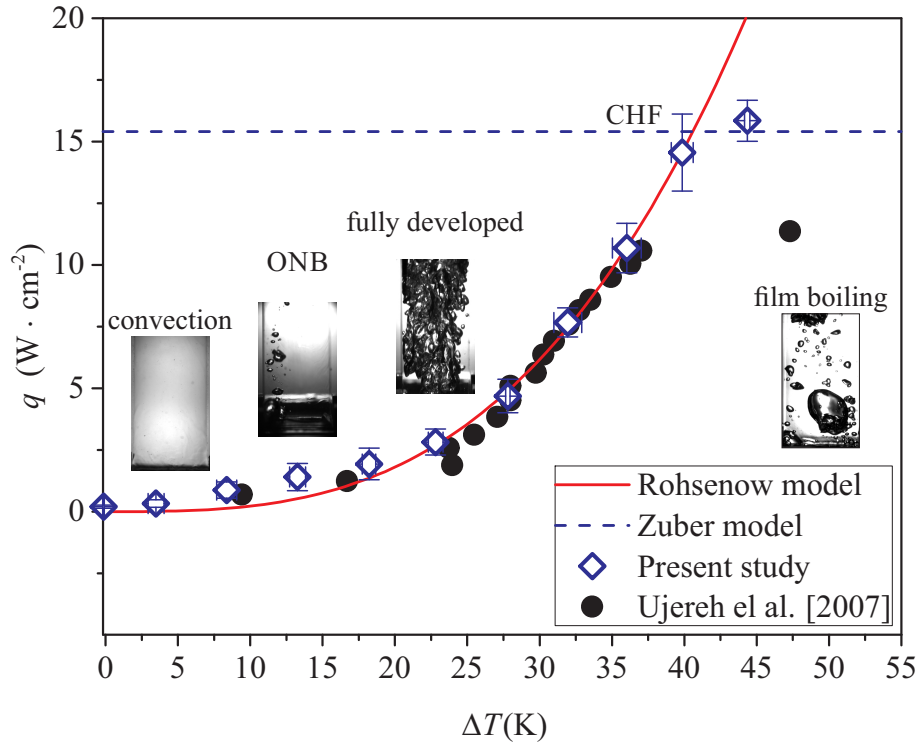 20
15
10
5
0
q (W · cm⁻²)
CHF
fully developed
ONB
convection
film boiling
Rohsenow model
Zuber model
Present study
Ujereh el al. [2007]
0 5 10 15 20 25 30 35 40 45 50 55
ΔT(K)